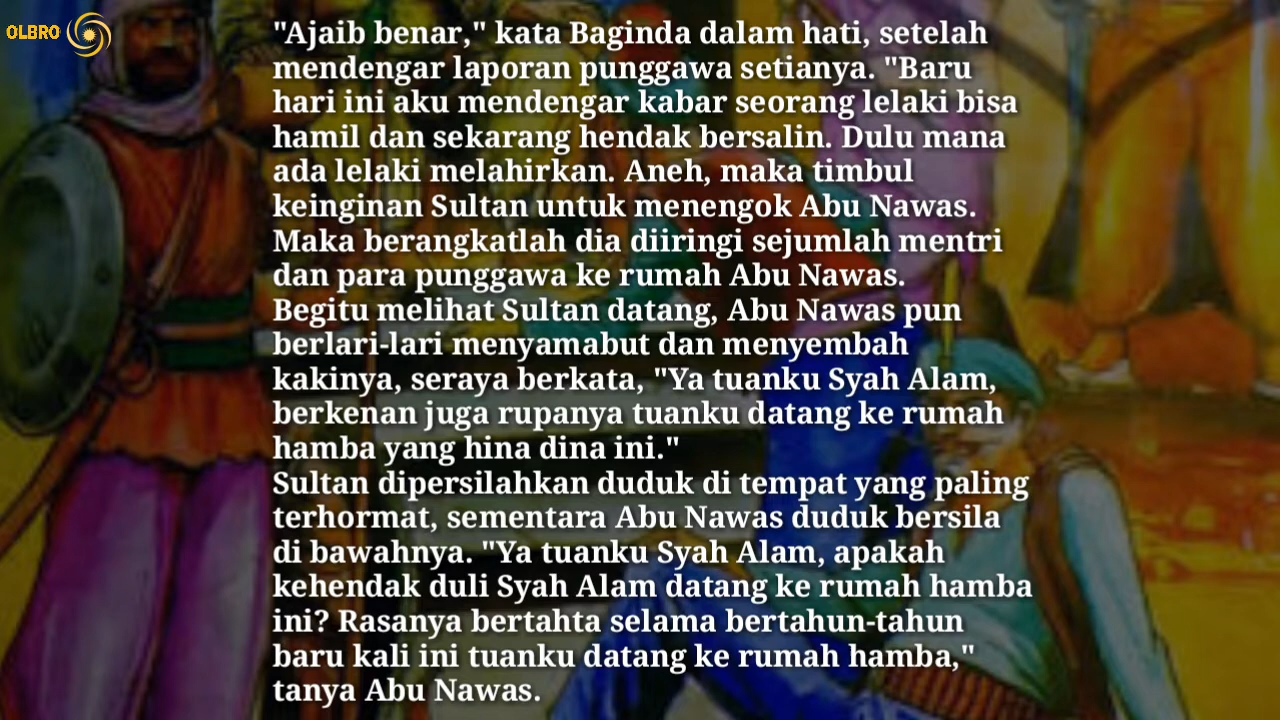 OLBRO
"Ajaib benar," kata Baginda dalam hati, setelah
mendengar laporan punggawa setianya. "Baru
hari ini aku mendengar kabar seorang lelaki bisa
hamil dan sekarang hendak bersalin. Dulu mana
ada lelaki melahirkan. Aneh, maka timbul
keinginan Sultan untuk menengok Abu Nawas.
Maka berangkatlah dia diiringi sejumlah mentri
dan para punggawa ke rumah Abu Nawas.
Begitu melihat Sultan datang, Abu Nawas pun
berlari-lari menyamabut dan menyembah
kakinya, seraya berkata, "Ya tuanku Syah Alam,
berkenan juga rupanya tuanku datang ke rumah
hamba yang hina dina ini."
Sultan dipersilahkan duduk di tempat yang paling
terhormat, sementara Abu Nawas duduk bersila
di bawahnya. "Ya tuanku Syah Alam, apakah
kehendak duli Syah Alam datang ke rumah hamba
ini? Rasanya bertahta selama bertahun-tahun
baru kali ini tuanku datang ke rumah hamba,"
tanya Abu Nawas.